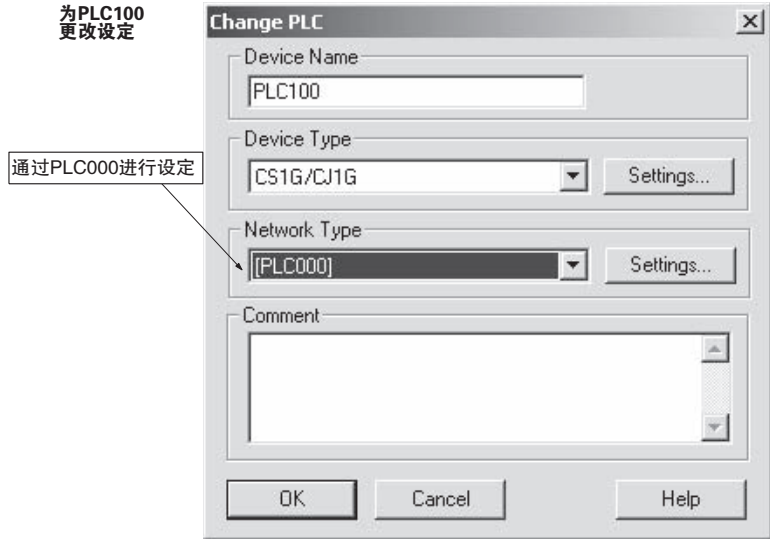 为PLC100
更改设定
Change PLC
Device Name
PLC100
Device Type
CS1G/CJ1G
Settings...
通过PLC000进行设定
Network Type
[PLC000]
Settings...
Comment
OK
Cancel
Help